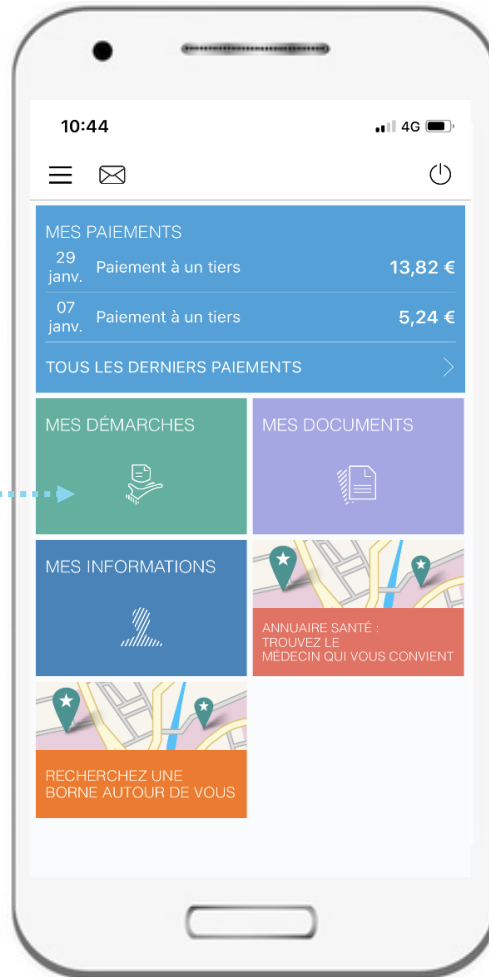 10:44 4G
MES PAIEMENTS
29 janv. Paiement à un tiers 13,82 €
07 janv. Paiement à un tiers 5,24 €
TOUS LES DERNIERS PAIEMENTS
MES DÉMARCHES
MES DOCUMENTS
MES INFORMATIONS
ANNUAIRE SANTÉ :
TROUVEZ LE
MÉDECIN QUI VOUS CONVIENT
RECHERCHEZ UNE
BORNE AUTOUR DE VOUS